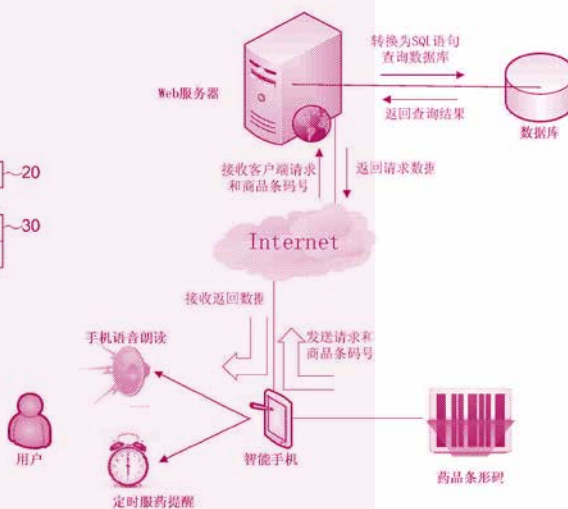 转换为SQL语句
查询数据库
Web服务器
返回查询结果
数据库
20
接收客户端请求
和商品条码号
返回请求数据
30
Internet
接收返回数据
手机语音朗读
发送请求和
商品条码号
用户
智能手机
药品条形码
定时服药提醒